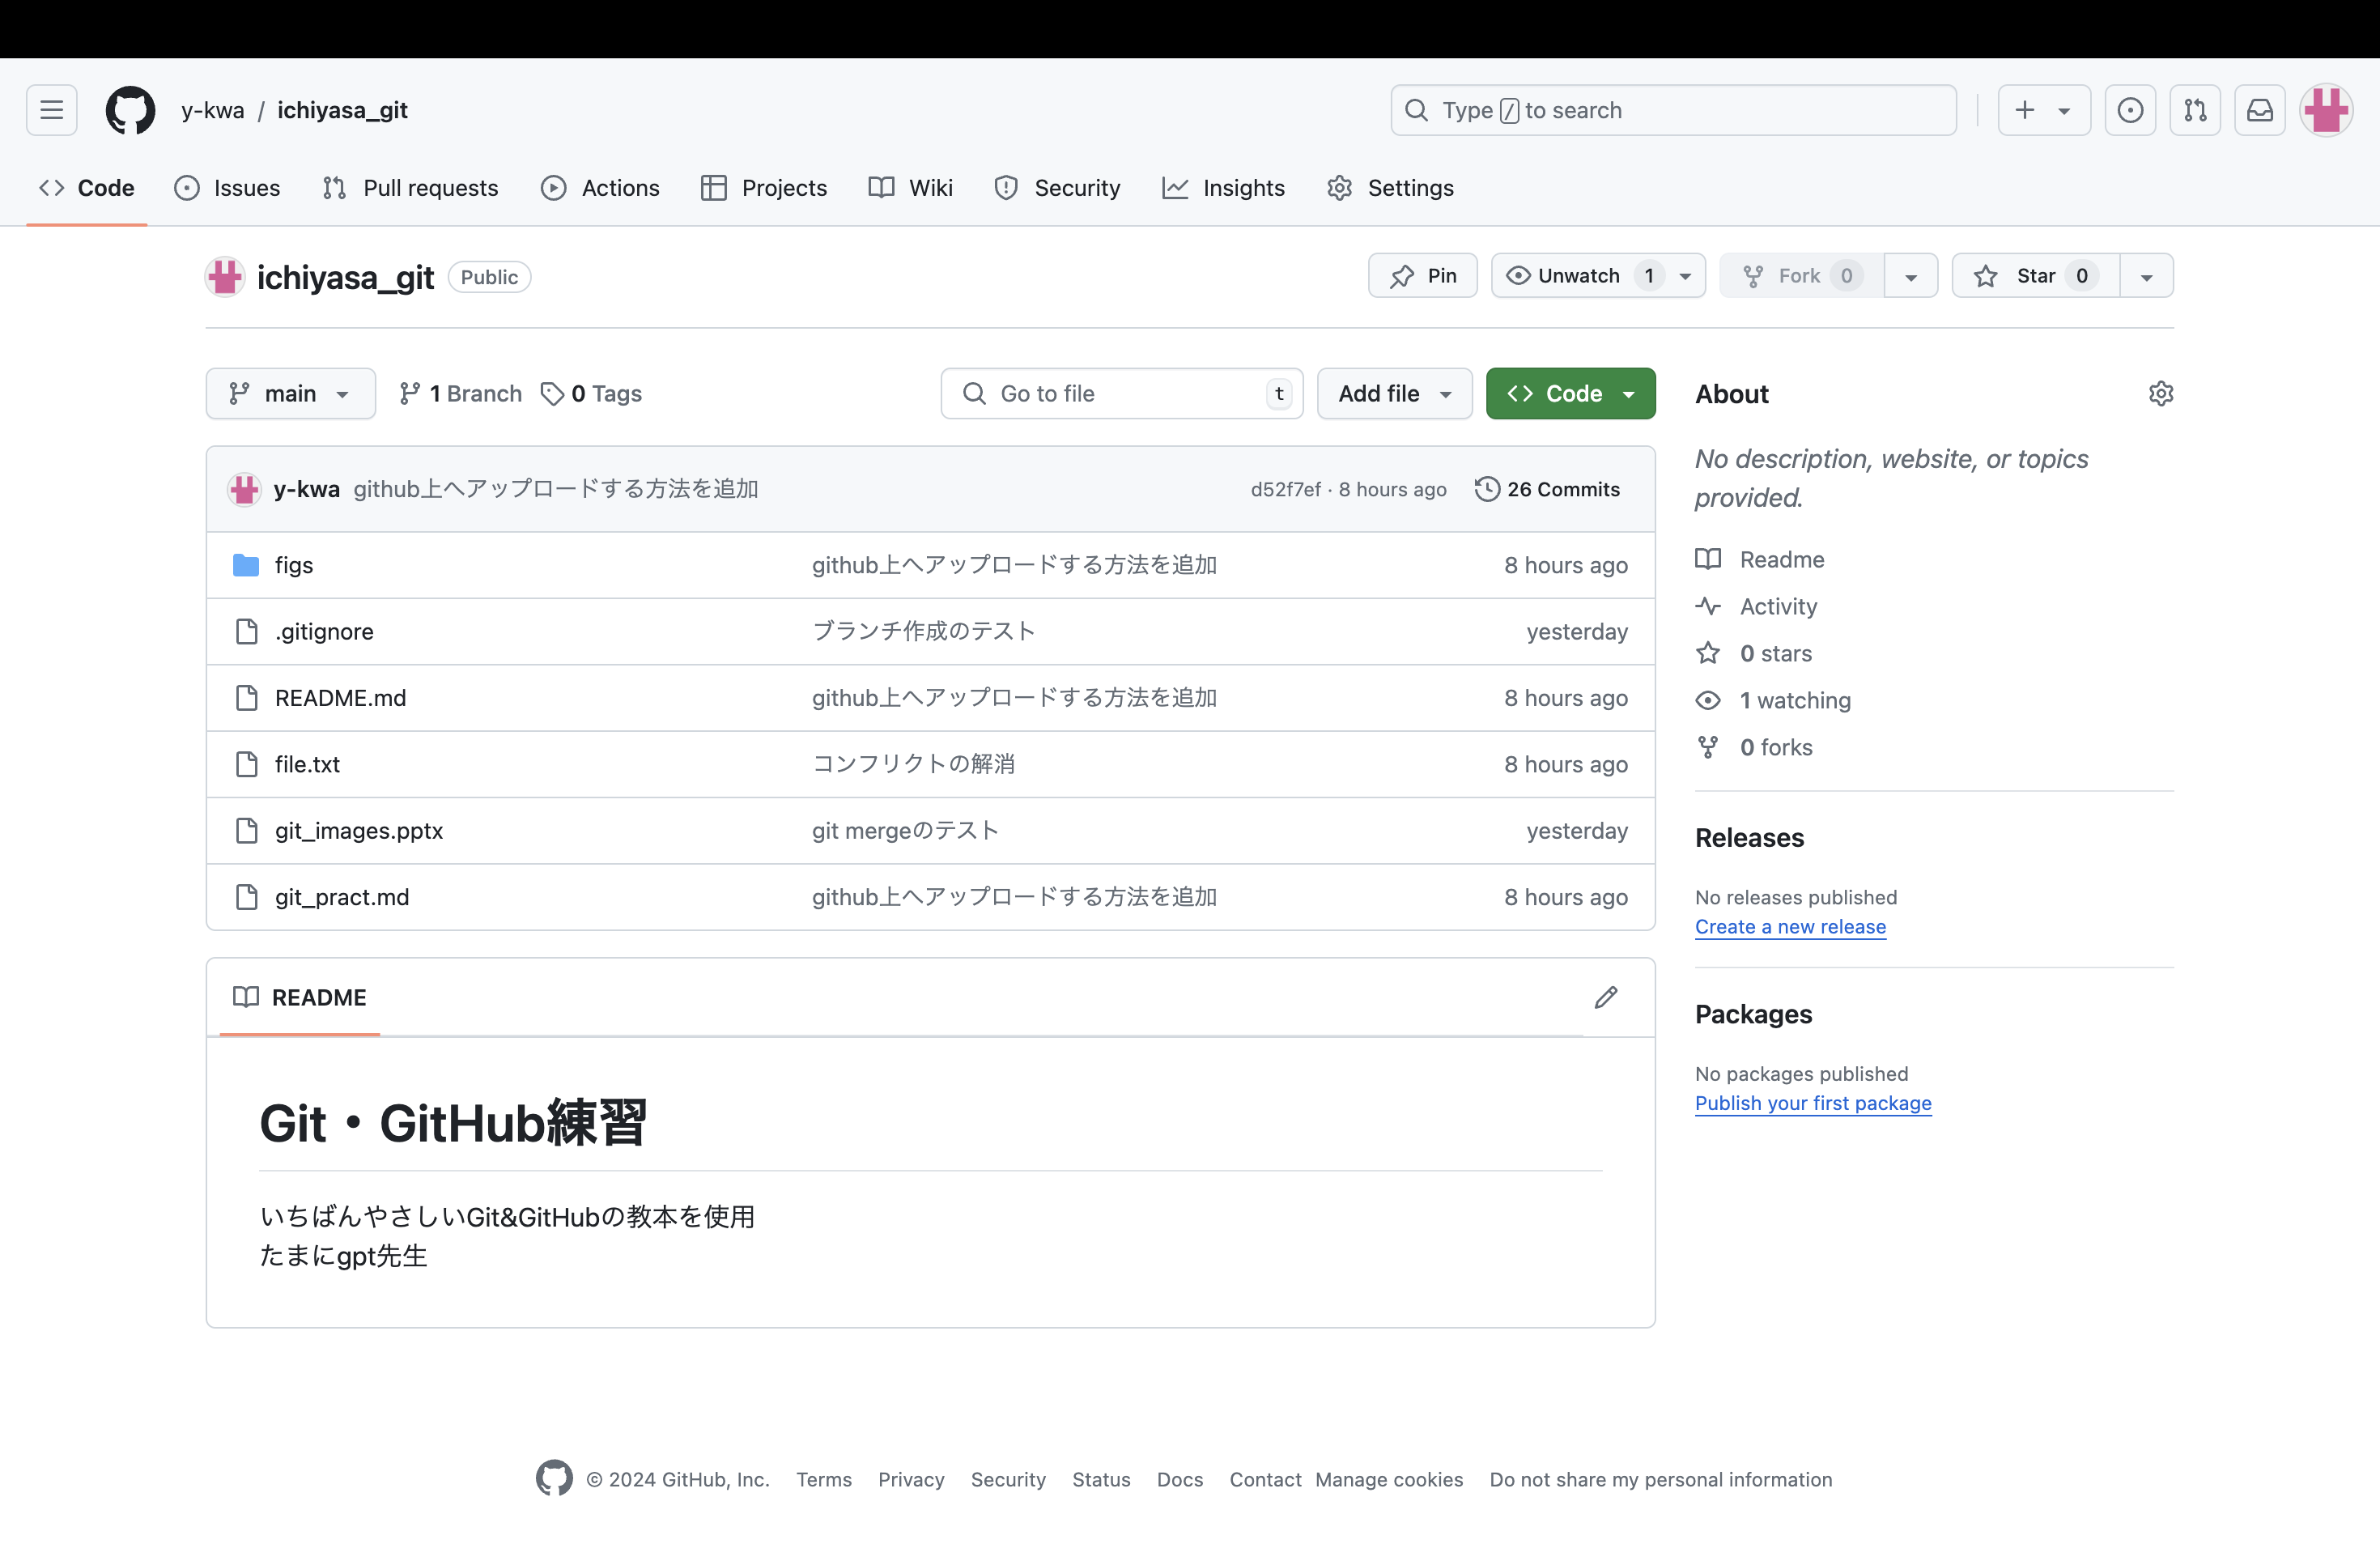 y-kwa / ichiyasa_git
Type / to search
Code Issues Pull requests Actions Projects Wiki Security Insights Settings
ichiyasa_git Public
Pin Unwatch 1 Fork 0 Star 0
main 1 Branch 0 Tags
Go to file t Add file Code
y-kwa github上へアップロードする方法を追加 d52f7ef · 8 hours ago 26 Commits
figs github上へアップロードする方法を追加 8 hours ago
.gitignore ブランチ作成のテスト yesterday
README.md github上へアップロードする方法を追加 8 hours ago
file.txt コンフリクトの解消 8 hours ago
git_images.pptx git mergeのテスト yesterday
git_pract.md github上へアップロードする方法を追加 8 hours ago
README
Git・GitHub練習
いちばんやさしいGit&GitHubの教本を使用
たまにgpt先生
About
No description, website, or topics
provided.
Readme
Activity
0 stars
1 watching
0 forks
Releases
No releases published
Create a new release
Packages
No packages published
Publish your first package
© 2024 GitHub, Inc. Terms Privacy Security Status Docs Contact Manage cookies Do not share my personal information